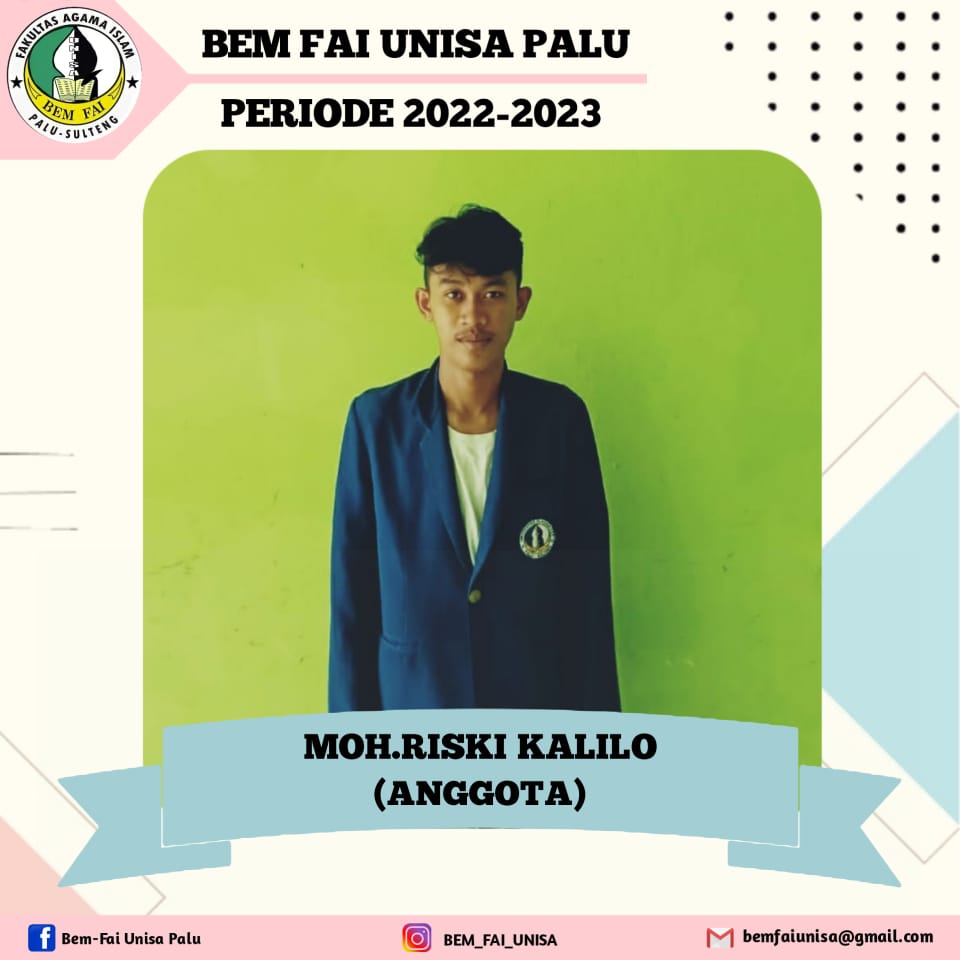 FAKULTAS AGAMA ISLAM
BEM FAI
PALU-SULTENG
BEM FAI UNISA PALU
PERIODE 2022-2023
MOH.RISKI KALILO
(ANGGOTA)
Bem-Fai Unisa Palu
BEM_FAI_UNISA
bemfaiunisa@gmail.com